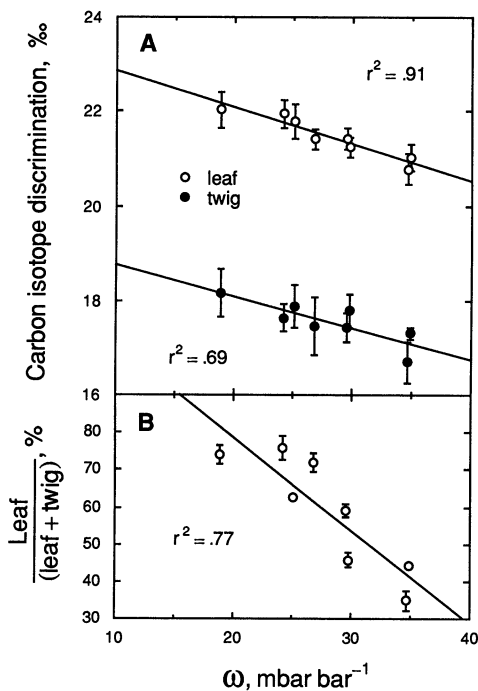 24
A
r² = .91
22
leaf
twig
20
18
r² = .69
16
Carbon isotope discrimination, ‰
B
80
70
60
50
r² = .77
40
30
Leaf
(leaf + twig), %
10
20
30
40
ω, mbar bar⁻¹